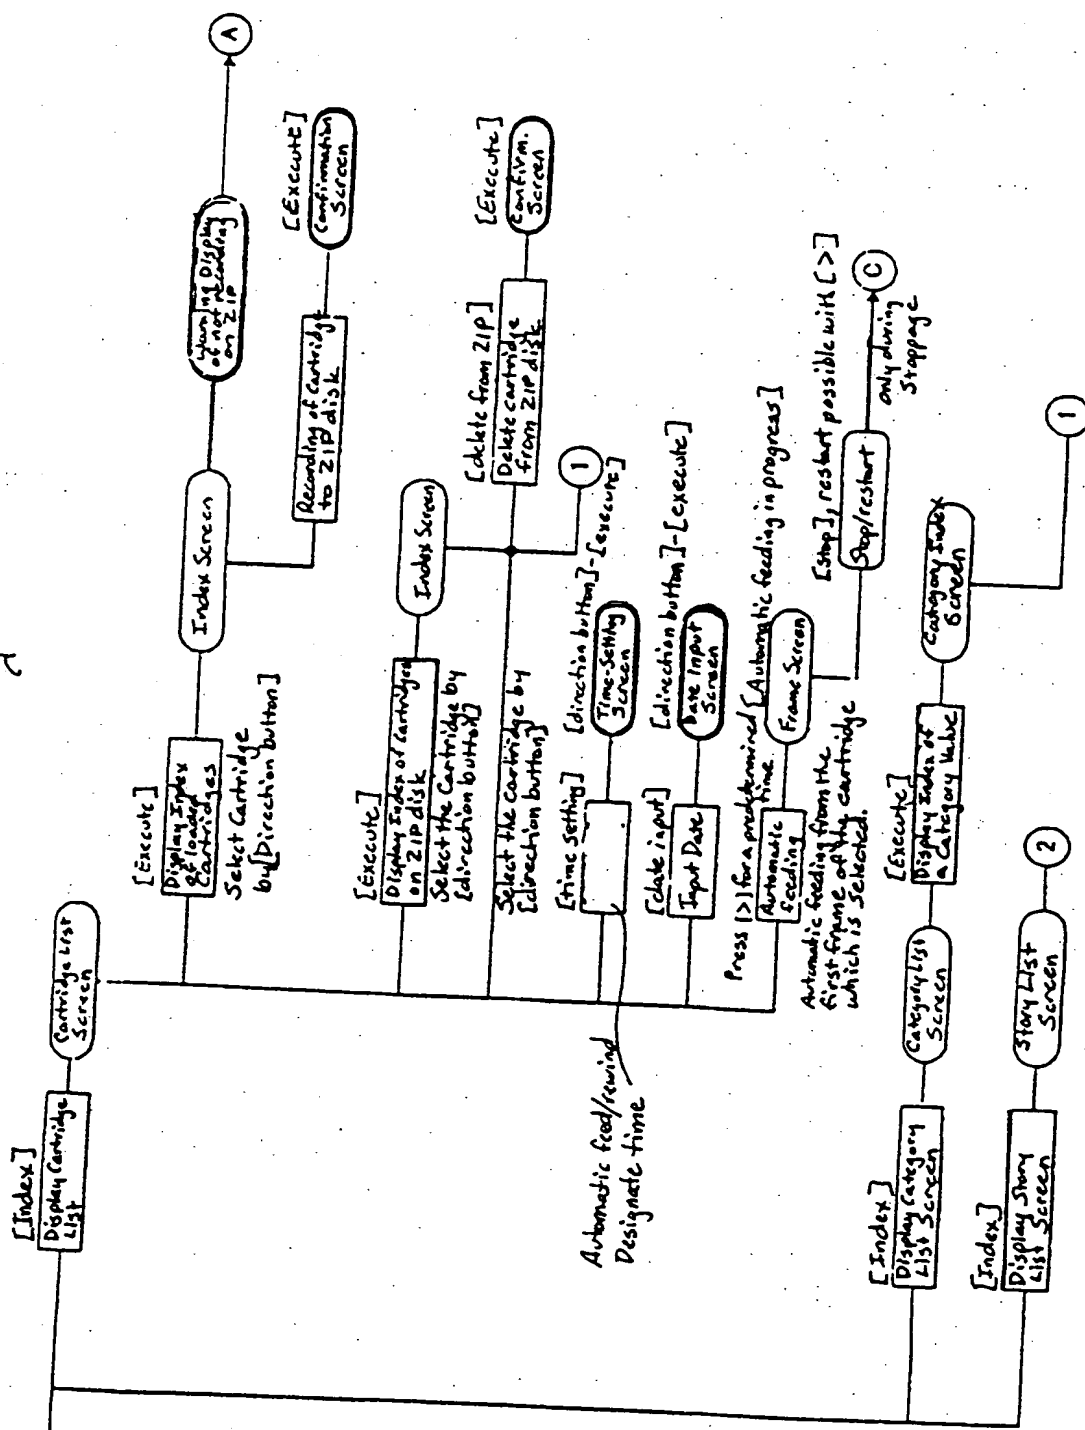 [Index]
Display Cartridge
List
Cartridge List
Screen
[Execute]
Display Index
of loaded
Cartridges
Select Cartridge
by [Direction button]
Index Screen
Warning Display
of not recording
on ZIP
A
Recording of Cartridge
to ZIP disk
[Execute]
Confirmation
Screen
[Execute]
Display Index of Cartridges
on ZIP disk
Select the Cartridge by
[direction button]
Index Screen
Select the Cartridge by
[direction button]
[delete from ZIP]
Delete cartridge
from ZIP disk
[Execute]
Confirm.
Screen
1
[time setting]
[direction button]-[execute]
Time-Setting
Screen
Automatic feed/rewind
Designate time
[date input]
Input Date
[direction button]-[execute]
Date Input
Screen
Press [>] for a predetermined
time.
Automatic
feeding
[Automatic feeding in progress]
Frame Screen
Automatic feeding from the
first frame of the cartridge
which is selected.
[Stop], restart possible with [>]
Stop/restart
C
only during
Stoppage
[Index]
Display Category
List Screen
Category List
Screen
[Execute]
Display Index of
a Category Value
Category Index
Screen
1
[Index]
Display Story
List Screen
Story List
Screen
2